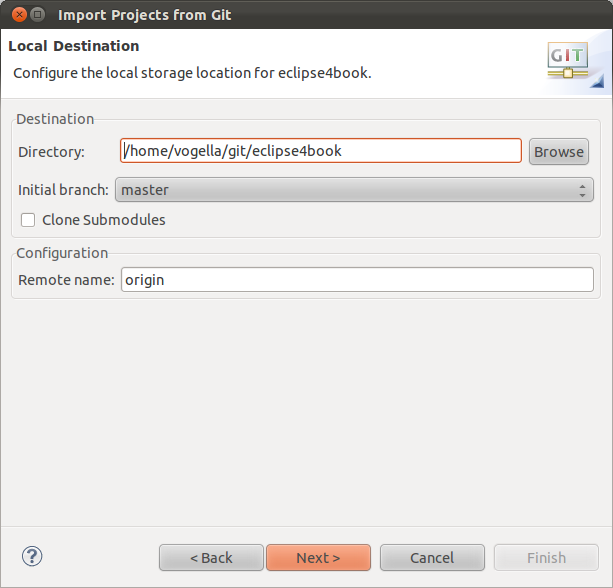 Import Projects from Git
Local Destination
Configure the local storage location for eclipse4book.
GIT
Destination
Directory: /home/vogella/git/eclipse4book Browse
Initial branch: master
Clone Submodules
Configuration
Remote name: origin
? < Back Next > Cancel Finish